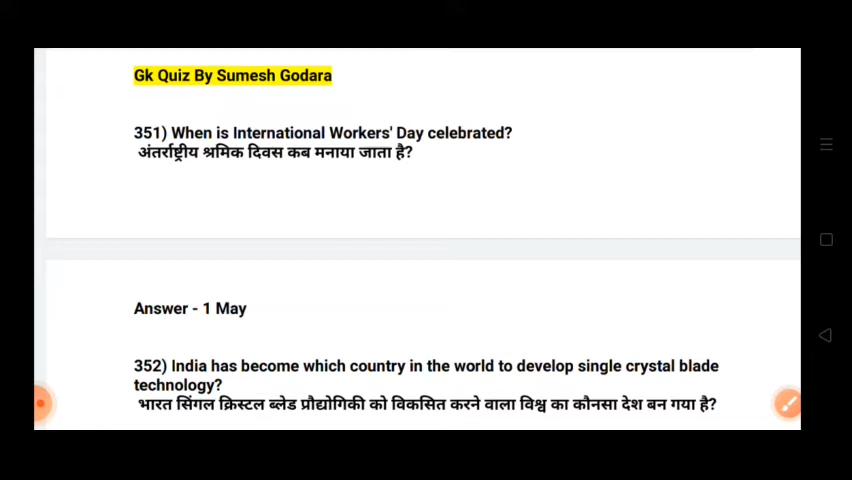 Gk Quiz By Sumesh Godara
351) When is International Workers' Day celebrated?
अंतर्राष्ट्रीय श्रमिक दिवस कब मनाया जाता है?
Answer - 1 May
352) India has become which country in the world to develop single crystal blade
technology?
भारत सिंगल क्रिस्टल ब्लेड प्रौद्योगिकी को विकसित करने वाला विश्व का कौनसा देश बन गया है?